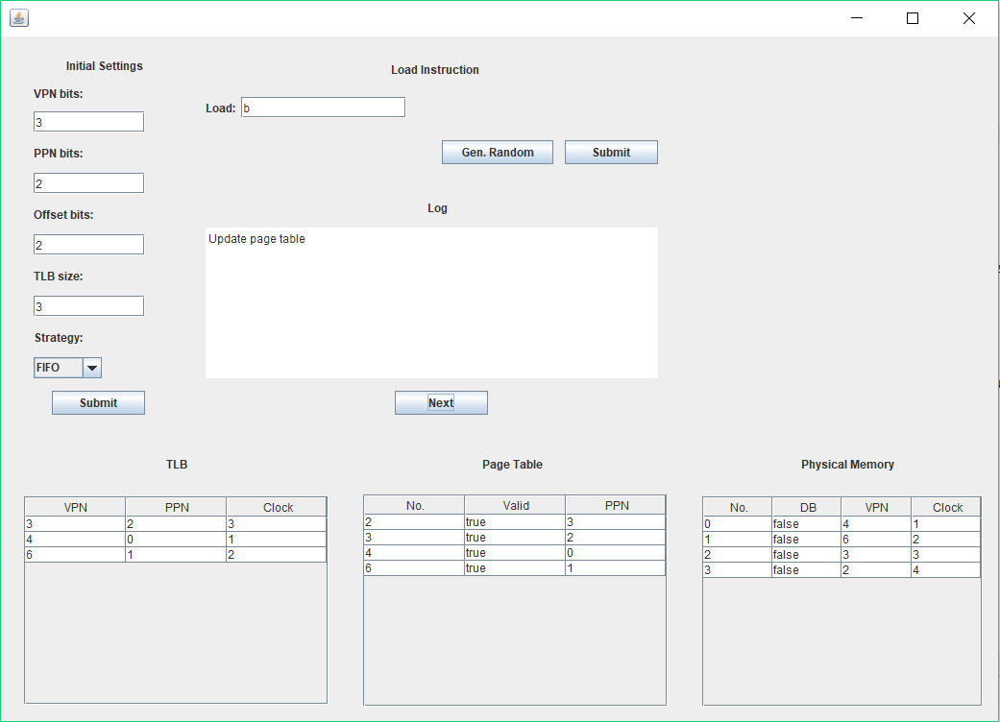 Initial Settings
Load Instruction
VPN bits:
3
Load: b
PPN bits:
2
Gen. Random Submit
Offset bits:
2
Log
Update page table
TLB size:
3
Strategy:
FIFO
Submit
Next
TLB
VPN PPN Clock
3 2 3
4 0 1
6 1 2
Page Table
No. Valid PPN
2 true 3
3 true 2
4 true 0
6 true 1
Physical Memory
No. DB VPN Clock
0 false 4 1
1 false 6 2
2 false 3 3
3 false 2 4